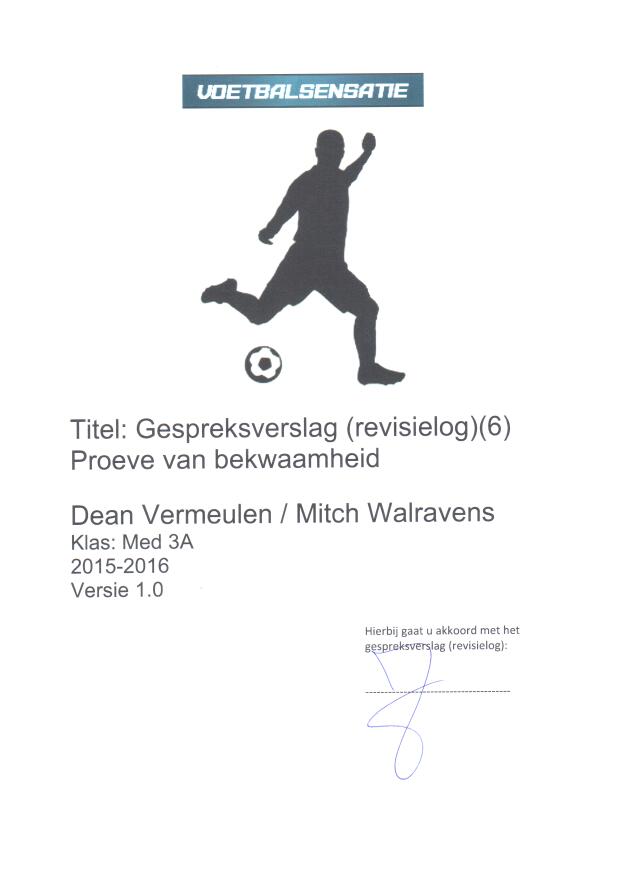 VOETBALSENSATIE
Titel: Gespreksverslag (revisielog)(6)
Proeve van bekwaamheid
Dean Vermeulen / Mitch Walravens
Klas: Med 3A
2015-2016
Versie 1.0
Hierbij gaat u akkoord met het
gespreksverslag (revisielog):